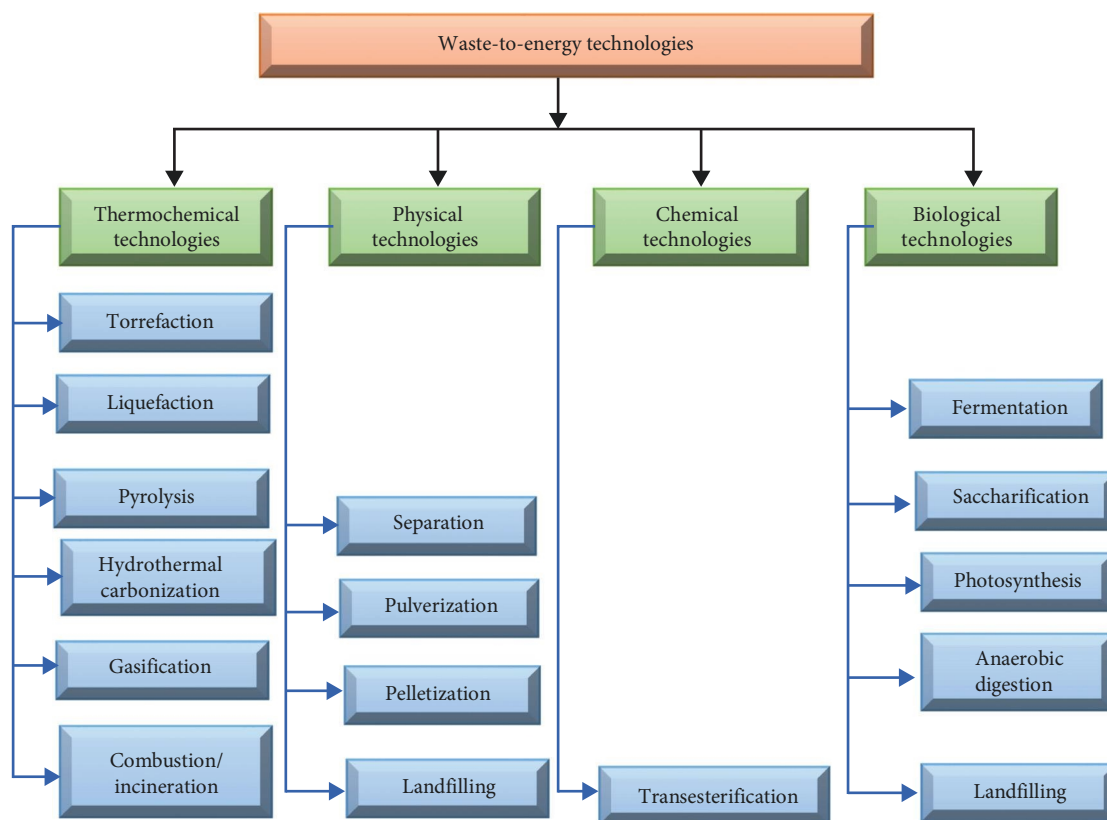 Waste-to-energy technologies
Thermochemical
technologies
Physical
technologies
Chemical
technologies
Biological
technologies
Torrefaction
Liquefaction
Pyrolysis
Hydrothermal
carbonization
Gasification
Combustion/
incineration
Separation
Pulverization
Pelletization
Landfilling
Transesterification
Fermentation
Saccharification
Photosynthesis
Anaerobic
digestion
Landfilling